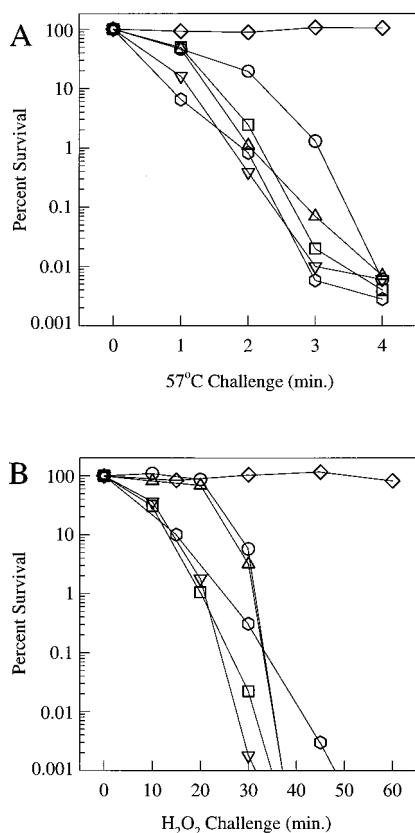 A
100
10
1
0.1
0.01
0.001
Percent Survival
0 1 2 3 4
57°C Challenge (min.)
B
100
10
1
0.1
0.01
0.001
Percent Survival
0 10 20 30 40 50 60
H₂O₂ Challenge (min.)